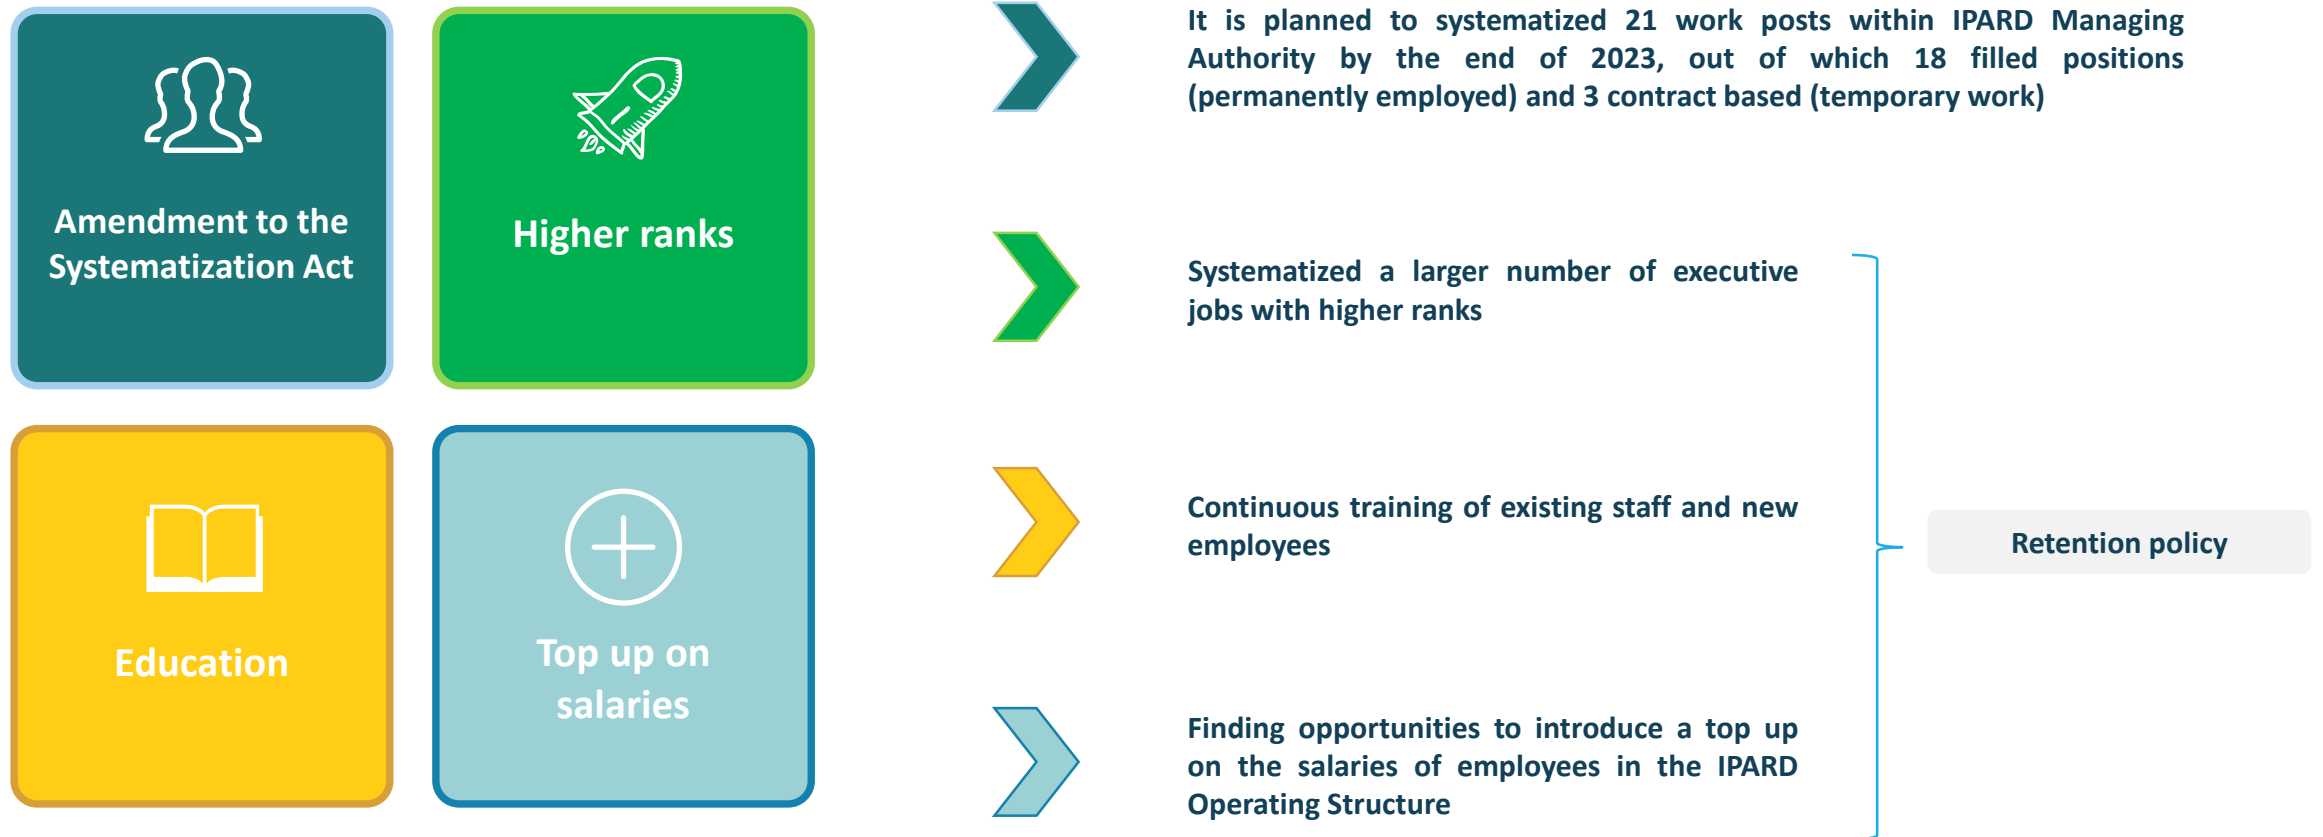 Amendment to the
Systematization Act
Higher ranks
Education
Top up on
salaries
It is planned to systematized 21 work posts within IPARD Managing
Authority by the end of 2023, out of which 18 filled positions
(permanently employed) and 3 contract based (temporary work)
Systematized a larger number of executive
jobs with higher ranks
Continuous training of existing staff and new
employees
Finding opportunities to introduce a top up
on the salaries of employees in the IPARD
Operating Structure
Retention policy